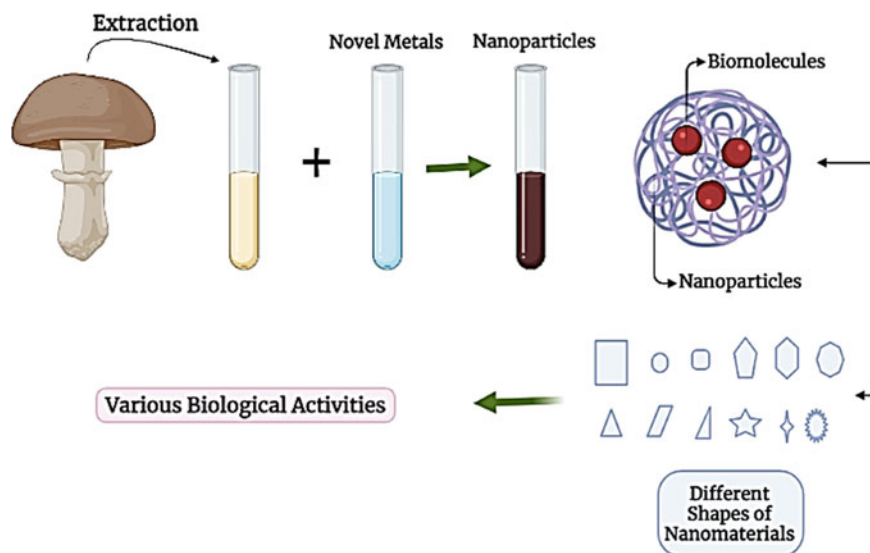 Extraction
Novel Metals
Nanoparticles
Biomolecules
+
Nanoparticles
Various Biological Activities
Different
Shapes of
Nanomaterials